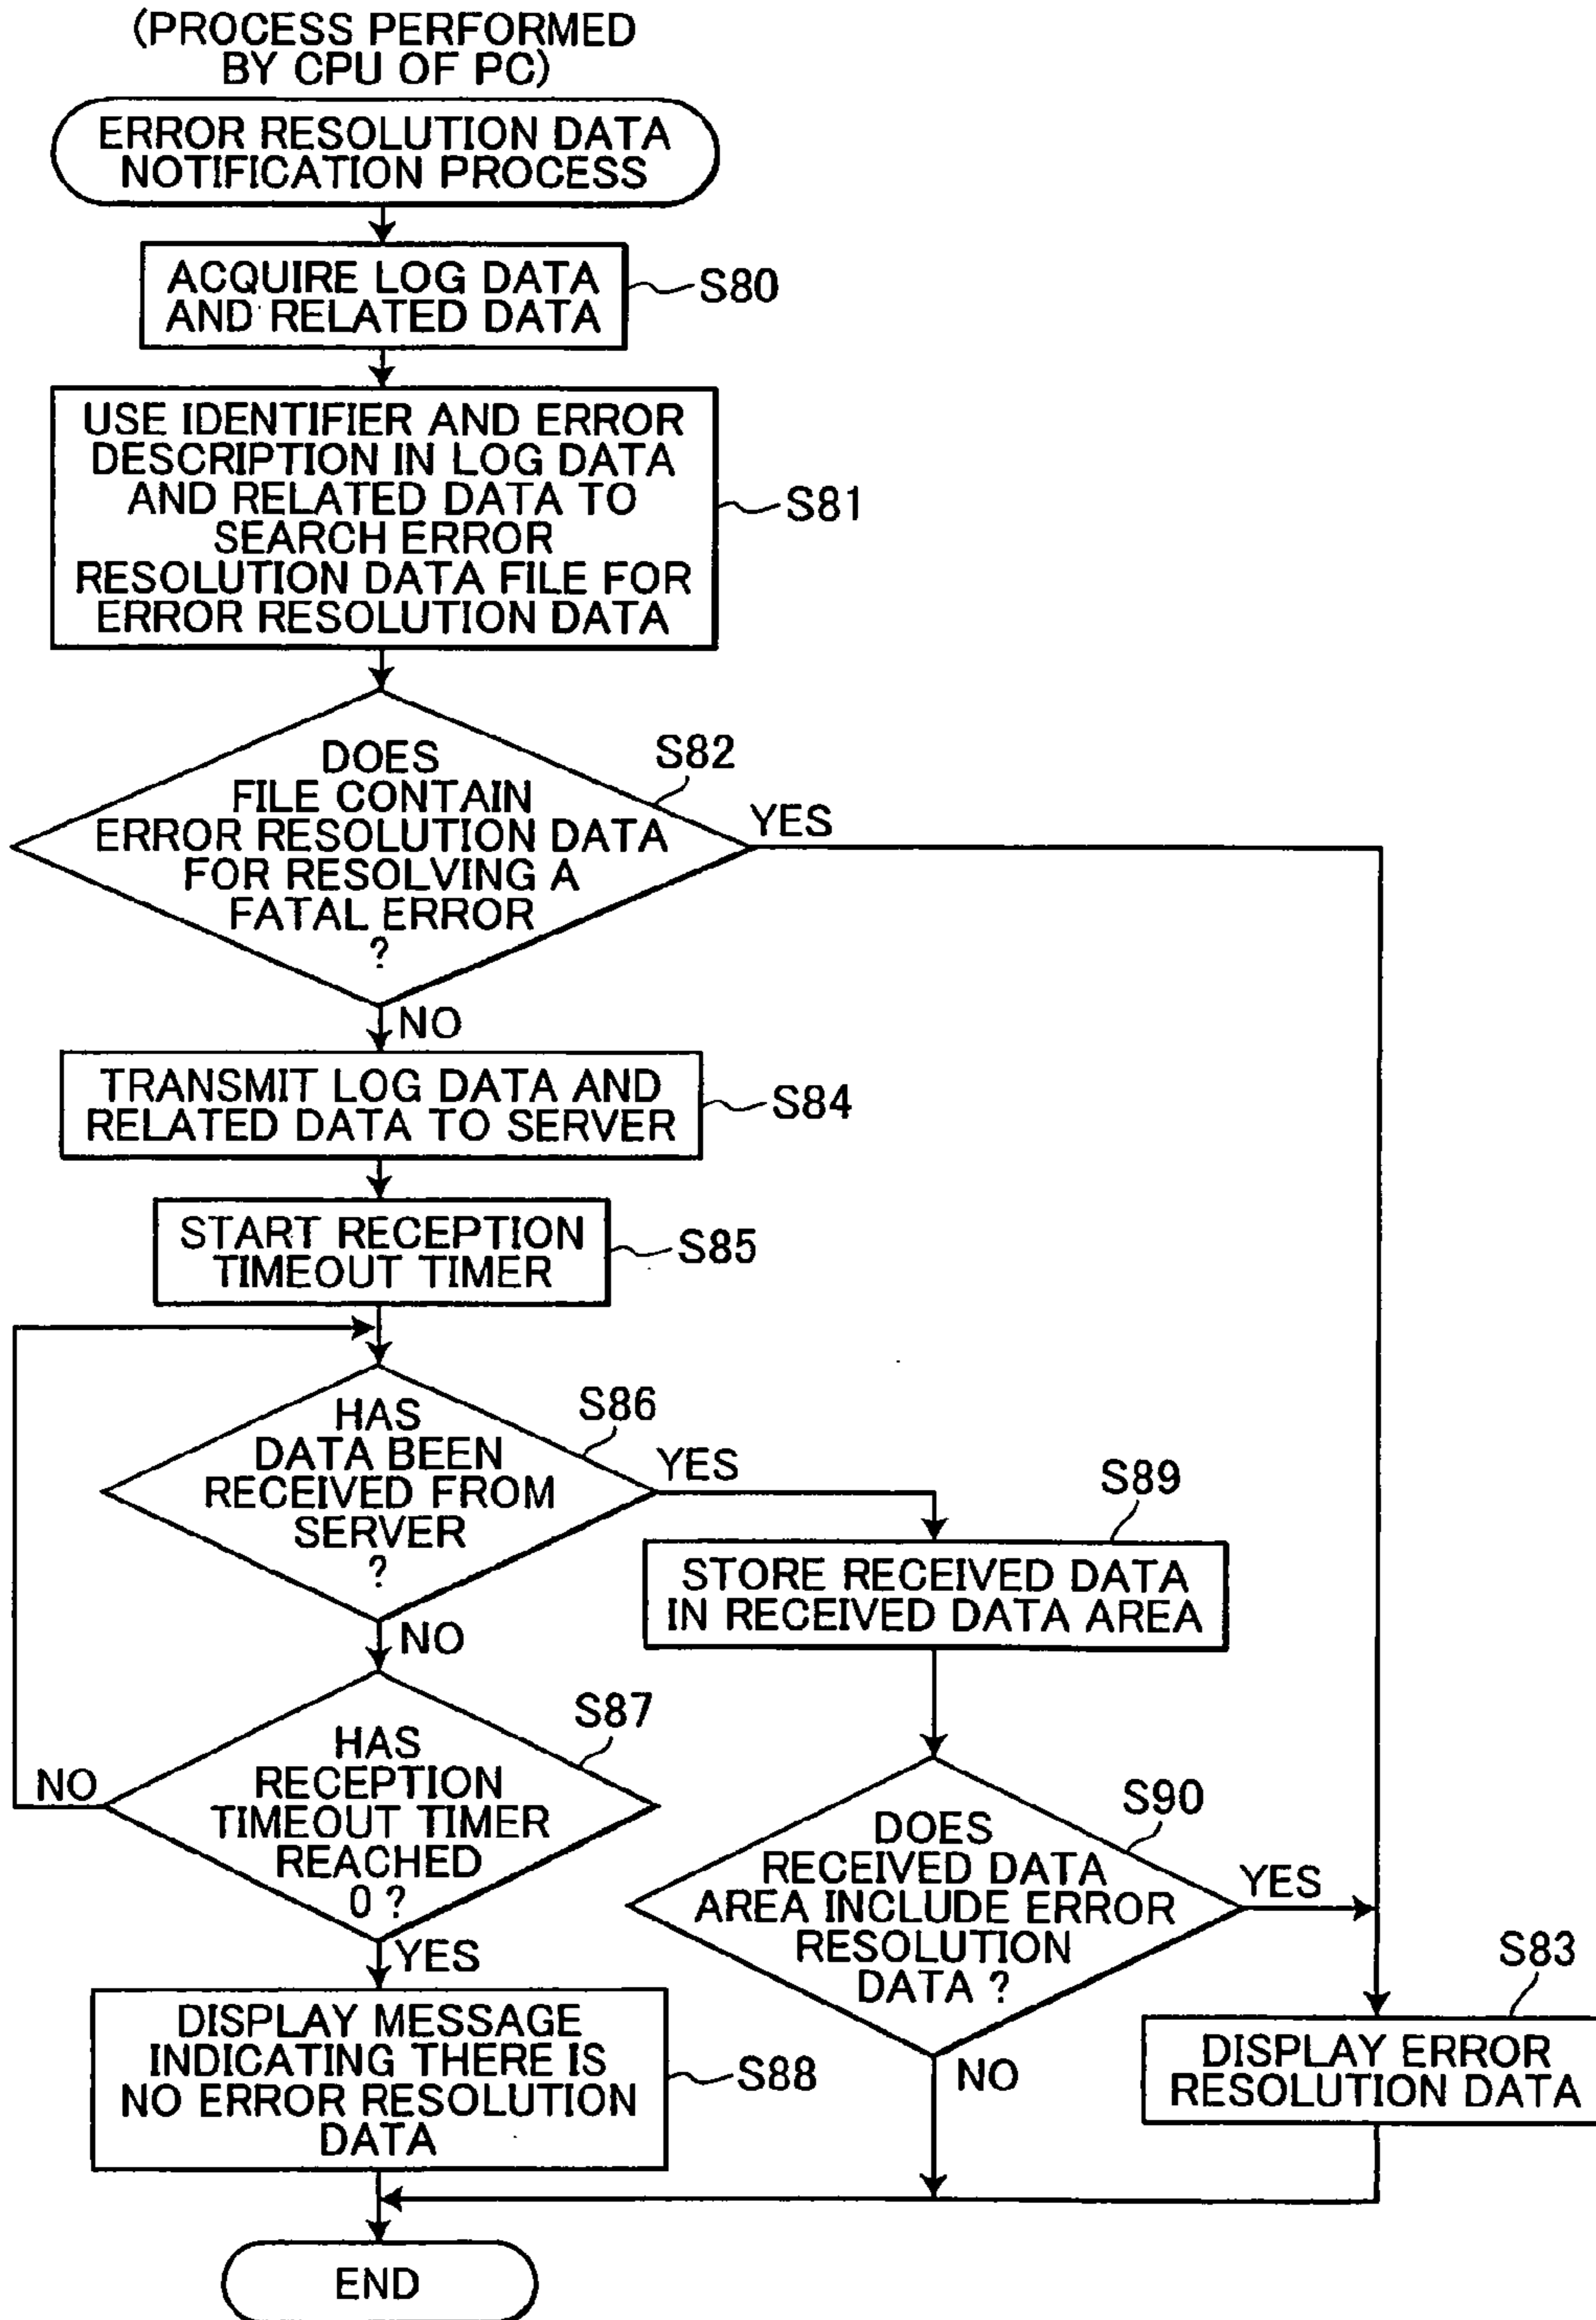 (PROCESS PERFORMED
BY CPU OF PC)
ERROR RESOLUTION DATA
NOTIFICATION PROCESS
ACQUIRE LOG DATA
AND RELATED DATA
S80
USE IDENTIFIER AND ERROR
DESCRIPTION IN LOG DATA
AND RELATED DATA TO
SEARCH ERROR
RESOLUTION DATA FILE FOR
ERROR RESOLUTION DATA
S81
DOES
FILE CONTAIN
ERROR RESOLUTION DATA
FOR RESOLVING A
FATAL ERROR
?
S82
YES
NO
TRANSMIT LOG DATA AND
RELATED DATA TO SERVER
S84
START RECEPTION
TIMEOUT TIMER
S85
HAS
DATA BEEN
RECEIVED FROM
SERVER
?
S86
YES
NO
S89
STORE RECEIVED DATA
IN RECEIVED DATA AREA
HAS
RECEPTION
TIMEOUT TIMER
REACHED
0 ?
S87
NO
YES
DOES
RECEIVED DATA
AREA INCLUDE ERROR
RESOLUTION
DATA ?
S90
YES
NO
DISPLAY MESSAGE
INDICATING THERE IS
NO ERROR RESOLUTION
DATA
S88
S83
DISPLAY ERROR
RESOLUTION DATA
END